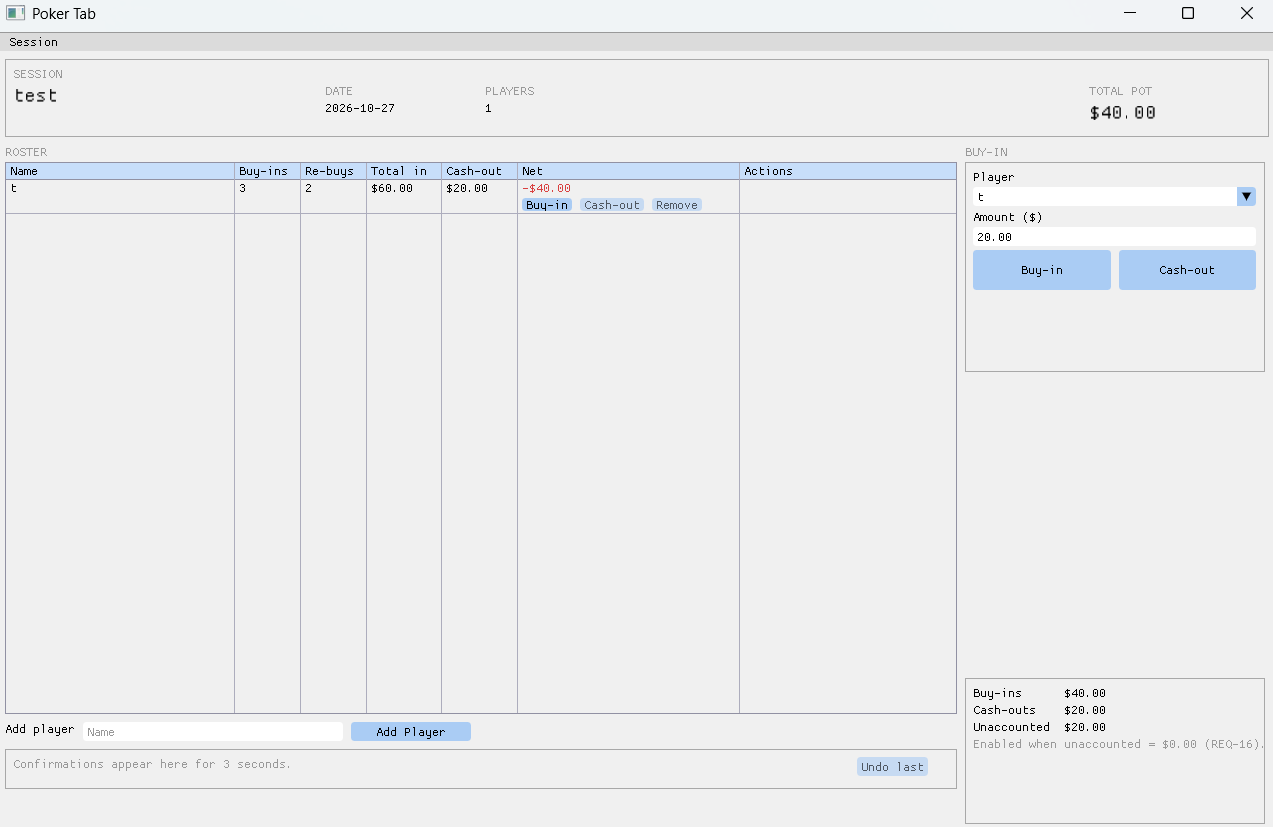 Poker Tab
Session
SESSION
test
DATE
2026-10-27
PLAYERS
1
TOTAL POT
$40.00
ROSTER
Name Buy-ins Re-buys Total in Cash-out Net Actions
t 3 2 $60.00 $20.00 -$40.00
Buy-in Cash-out Remove
Add player Name Add Player
Confirmations appear here for 3 seconds. Undo last
BUY-IN
Player
t
Amount ($)
20.00
Buy-in Cash-out
Buy-ins $40.00
Cash-outs $20.00
Unaccounted $20.00
Enabled when unaccounted = $0.00 (REQ-16).